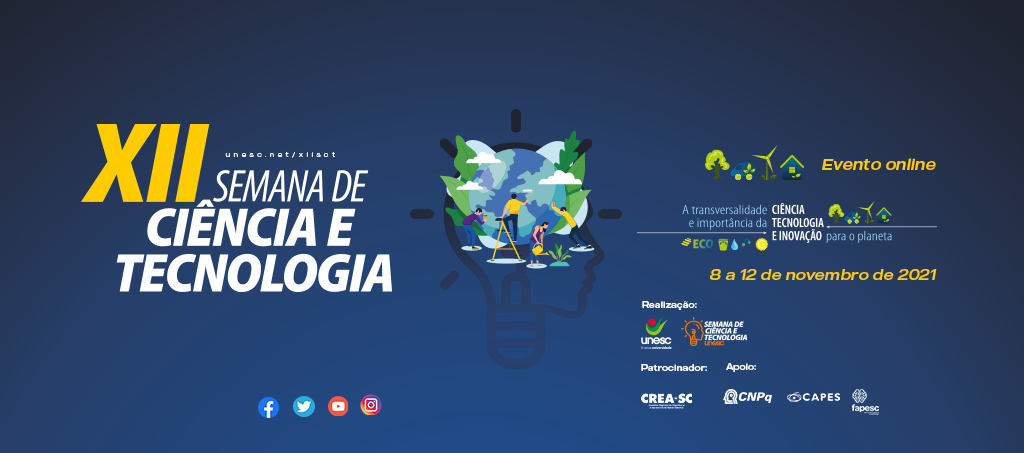 XII
unesc.net/xiisct
SEMANA DE
CIÊNCIA E
TECNOLOGIA
Evento online
A transversalidade
e importância da
CIÊNCIA
TECNOLOGIA
E INOVAÇÃO
para o planeta
ECO
8 a 12 de novembro de 2021
Realização:
unesc
SEMANA DE
CIÊNCIA E
TECNOLOGIA
unesc
Patrocinador:
Apoio:
CREA-SC
CNPq
CAPES
fapesc